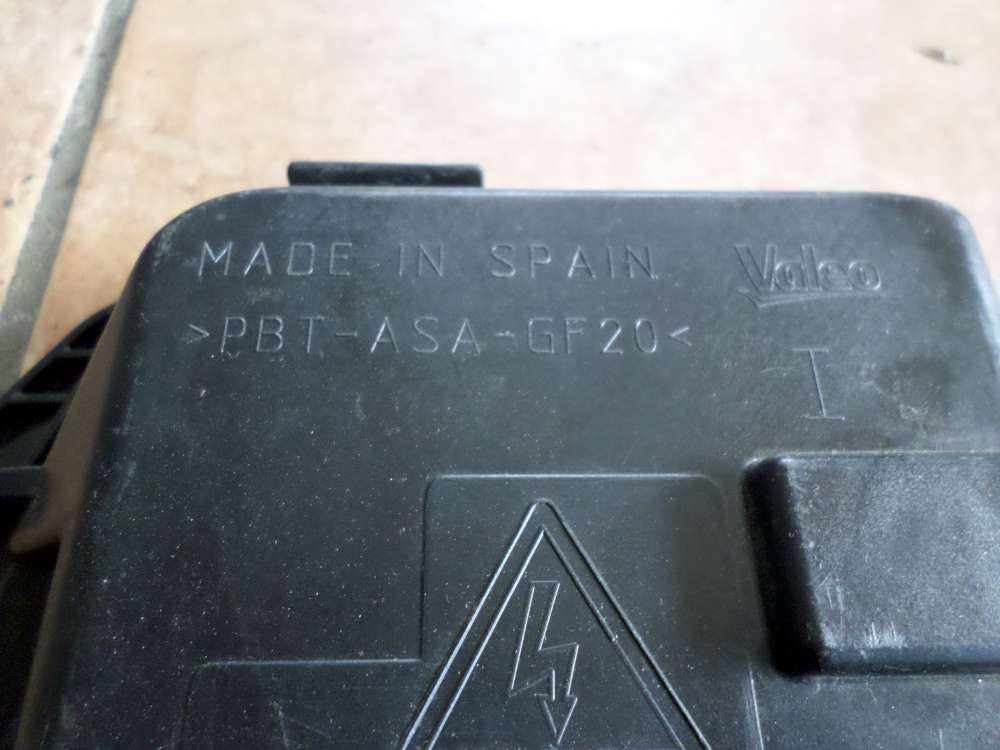 MADE IN SPAIN Valeo
>PBT-ASA-GF20<
I